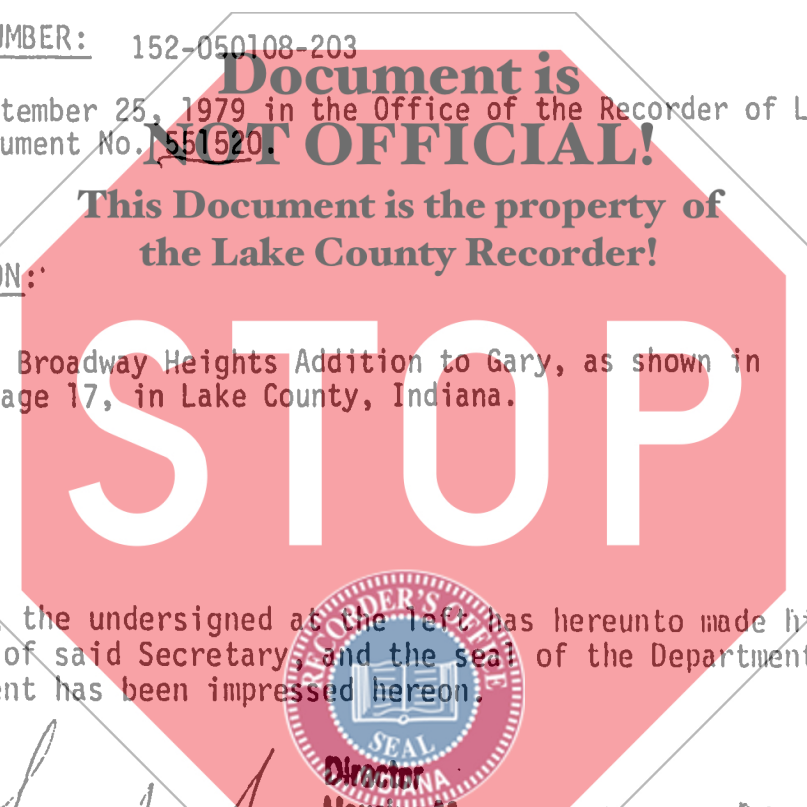 UMBER: 152-050108-203
Document is
tember 25, 1979 in the Office of the Recorder of L
ument No. 551520.
NOT OFFICIAL!
This Document is the property of
the Lake County Recorder!
ON:
Broadway Heights Addition to Gary, as shown in
age 17, in Lake County, Indiana.
STOP
the undersigned at the left has hereunto made hi
of said Secretary, and the seal of the Department
ent has been impressed hereon.
RECORDER'S OFFICE
SEAL
Director